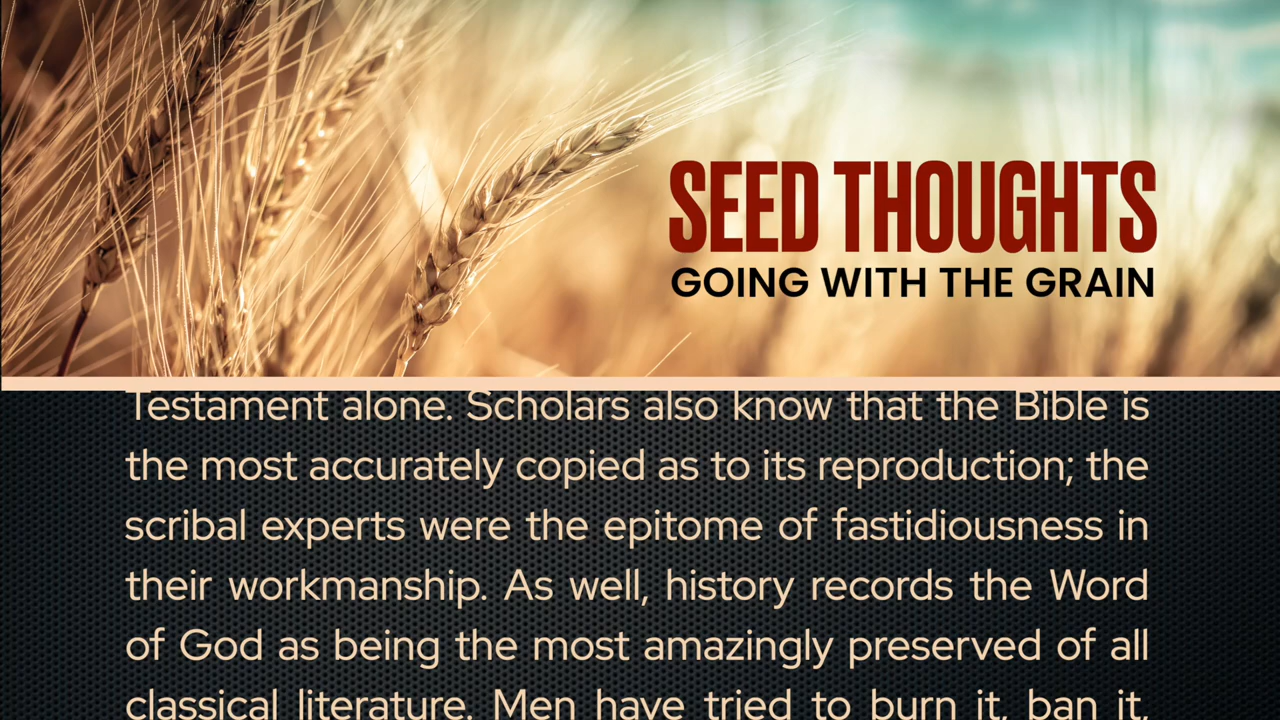 SEED THOUGHTS
GOING WITH THE GRAIN
Testament alone. Scholars also know that the Bible is
the most accurately copied as to its reproduction; the
scribal experts were the epitome of fastidiousness in
their workmanship. As well, history records the Word
of God as being the most amazingly preserved of all
classical literature. Men have tried to burn it, ban it,